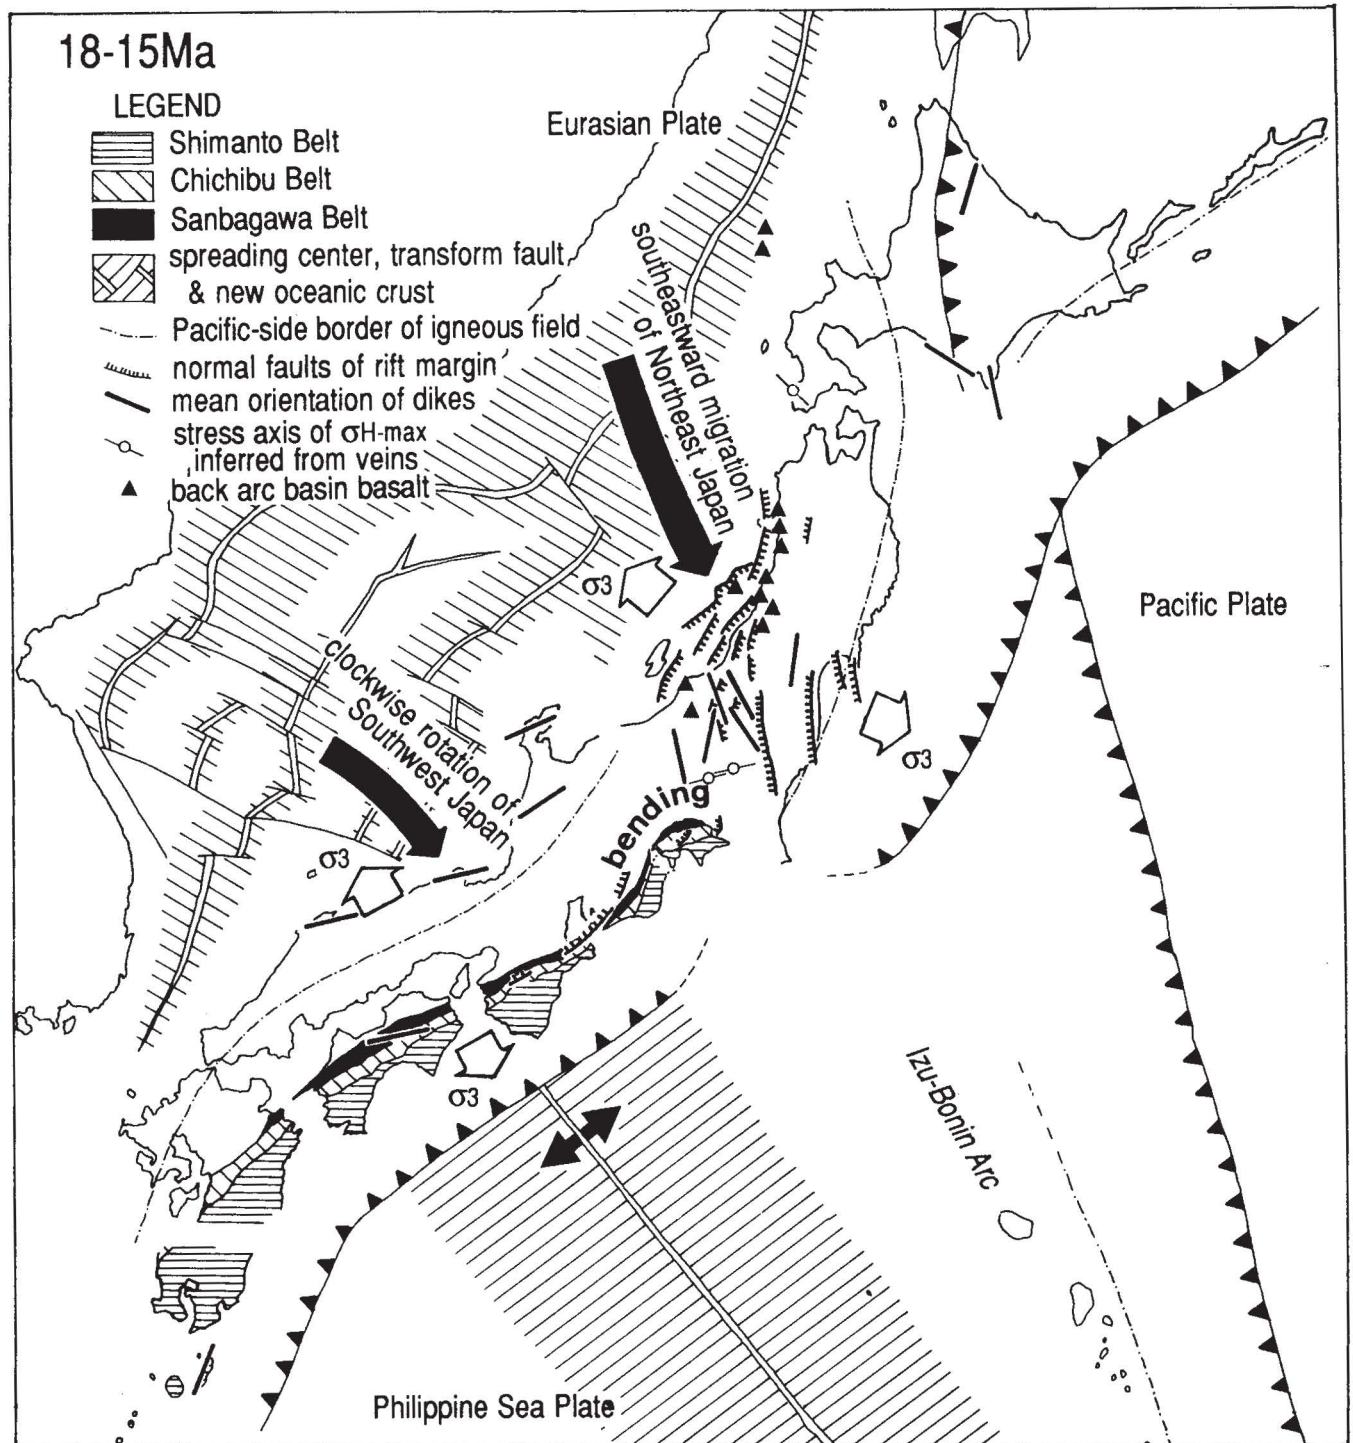 18-15Ma
LEGEND
Shimanto Belt
Chichibu Belt
Sanbagawa Belt
spreading center, transform fault
& new oceanic crust
Pacific-side border of igneous field
normal faults of rift margin
mean orientation of dikes
stress axis of σH-max
inferred from veins
back arc basin basalt
Eurasian Plate
southeastward migration
of Northeast Japan
σ3
Pacific Plate
clockwise rotation of
Southwest Japan
σ3
bending
σ3
σ3
Izu-Bonin Arc
Philippine Sea Plate